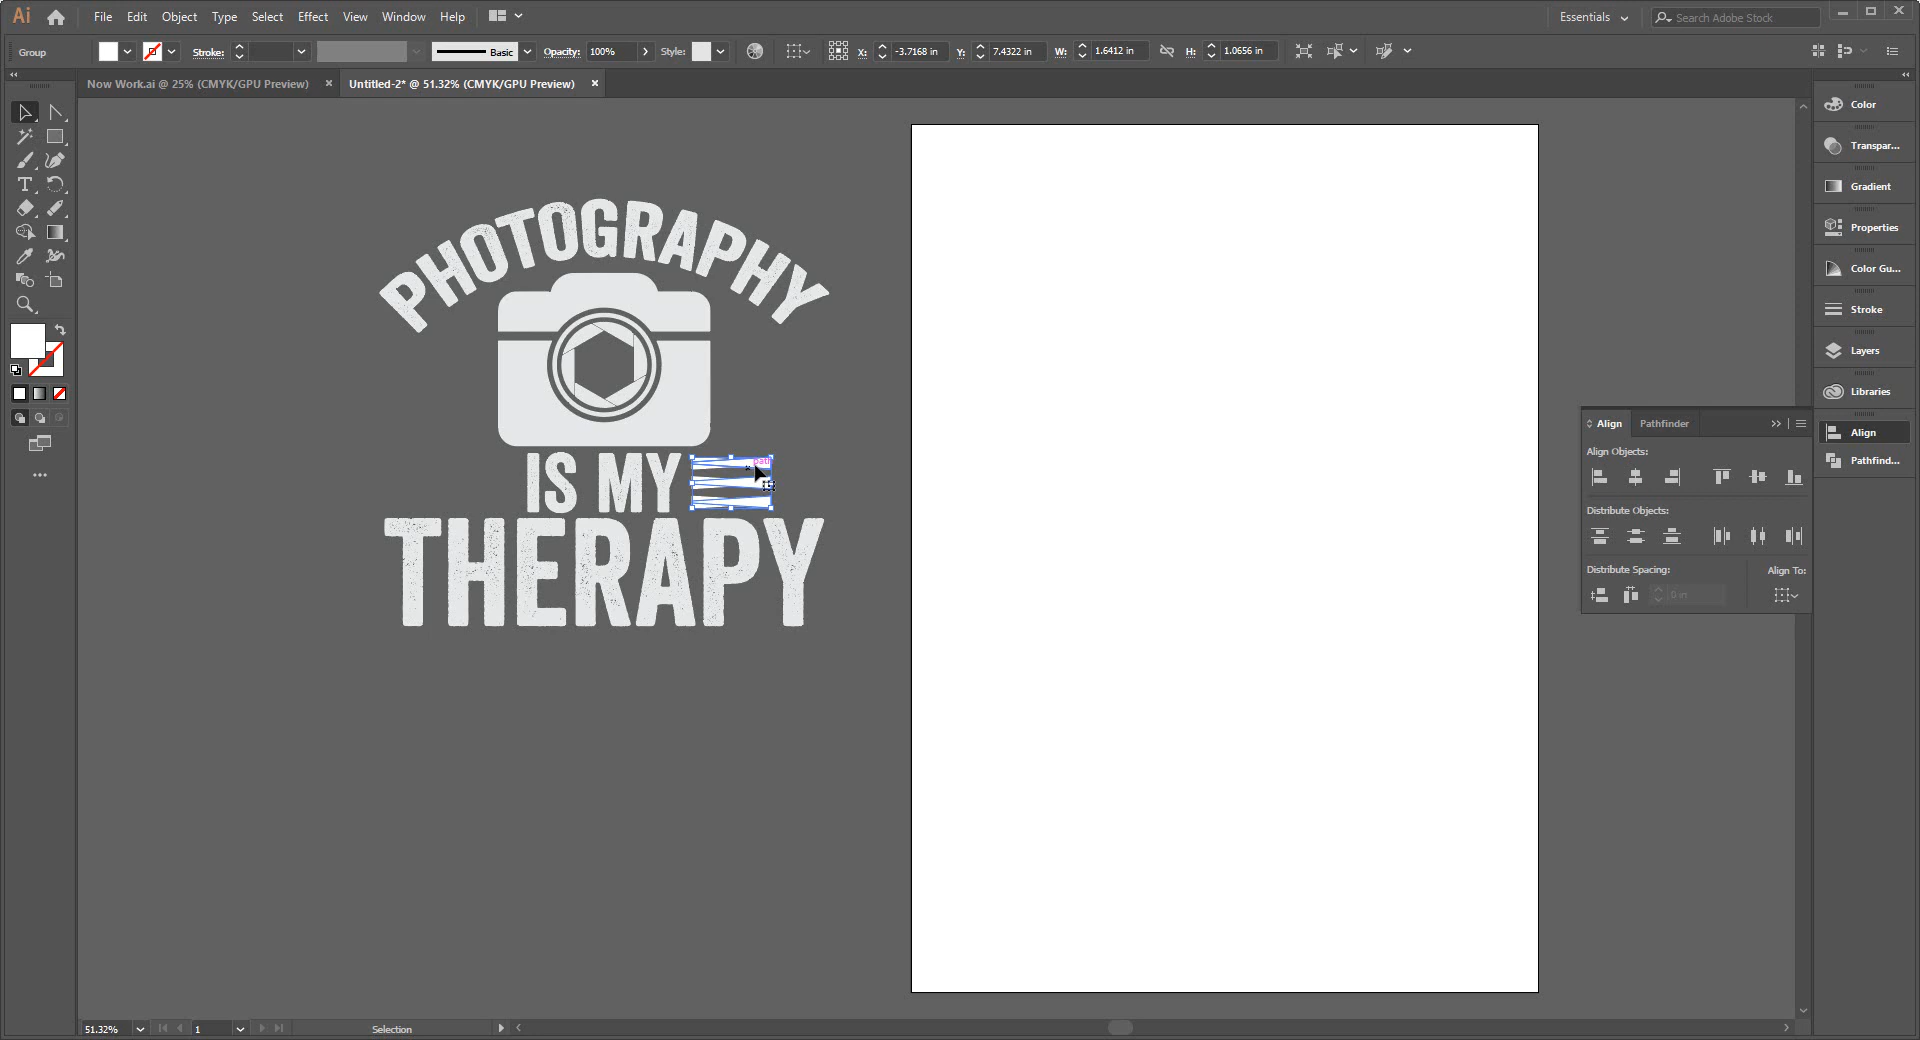 Ai File Edit Object Type Select Effect View Window Help Essentials Search Adobe Stock
Group Stroke: Basic Opacity: 100% Style: X: -3.7168 in Y: 7.4322 in W: 1.6412 in H: 1.0656 in
Now Work.ai @ 25% (CMYK/GPU Preview) × Untitled-2* @ 51.32% (CMYK/GPU Preview) ×
PHOTOGRAPHY
IS MY
THERAPY
Color
Transpar...
Gradient
Properties
Color Gu...
Stroke
Layers
Libraries
Align
Pathfind...
Align Pathfinder
Align Objects:
Distribute Objects:
Distribute Spacing: Align To:
0 in
51.32% 1 Selection